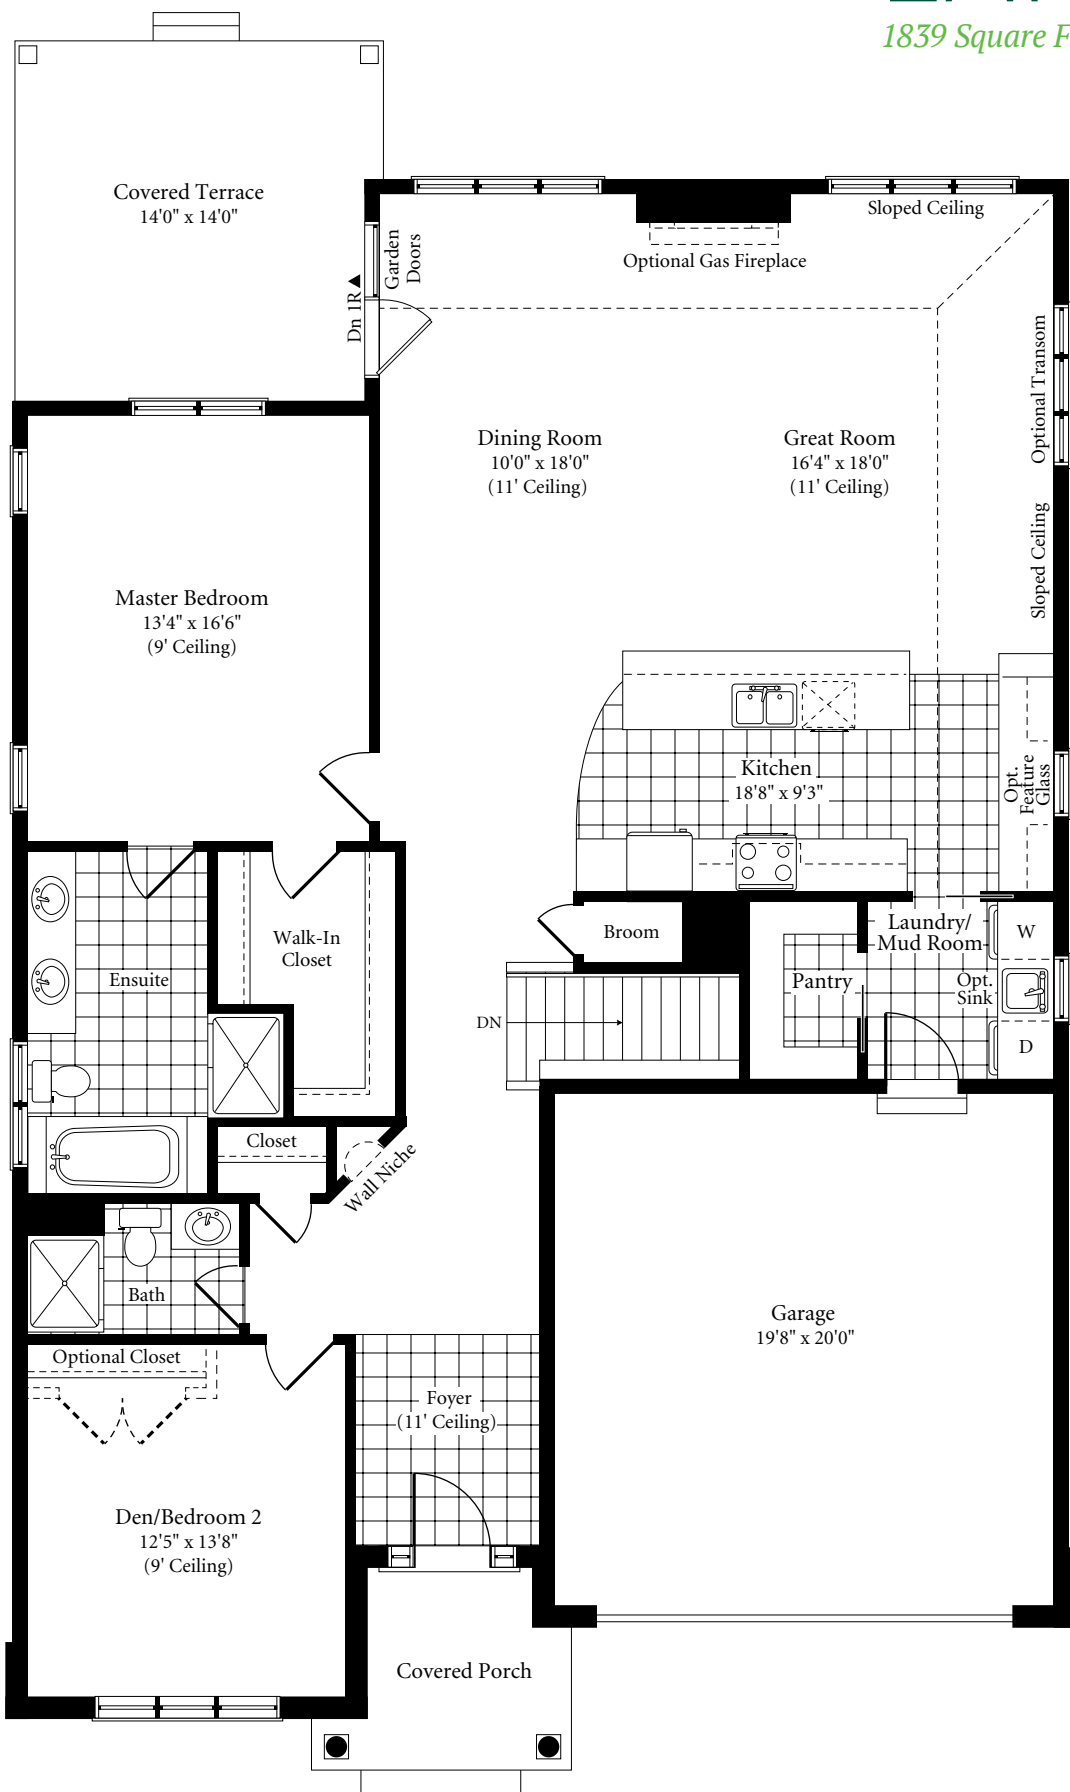 1839 Square F
Covered Terrace
14'0" x 14'0"
Sloped Ceiling
Garden
Doors
Optional Gas Fireplace
Dn 1R
Optional Transom
Dining Room
10'0" x 18'0"
(11' Ceiling)
Great Room
16'4" x 18'0"
(11' Ceiling)
Sloped Ceiling
Master Bedroom
13'4" x 16'6"
(9' Ceiling)
Kitchen
18'8" x 9'3"
Opt.
Feature
Glass
Walk-In
Closet
Broom
Laundry/
Mud Room
W
Ensuite
Pantry
Opt.
Sink
DN
D
Closet
Wall Niche
Bath
Garage
19'8" x 20'0"
Optional Closet
Foyer
(11' Ceiling)
Den/Bedroom 2
12'5" x 13'8"
(9' Ceiling)
Covered Porch